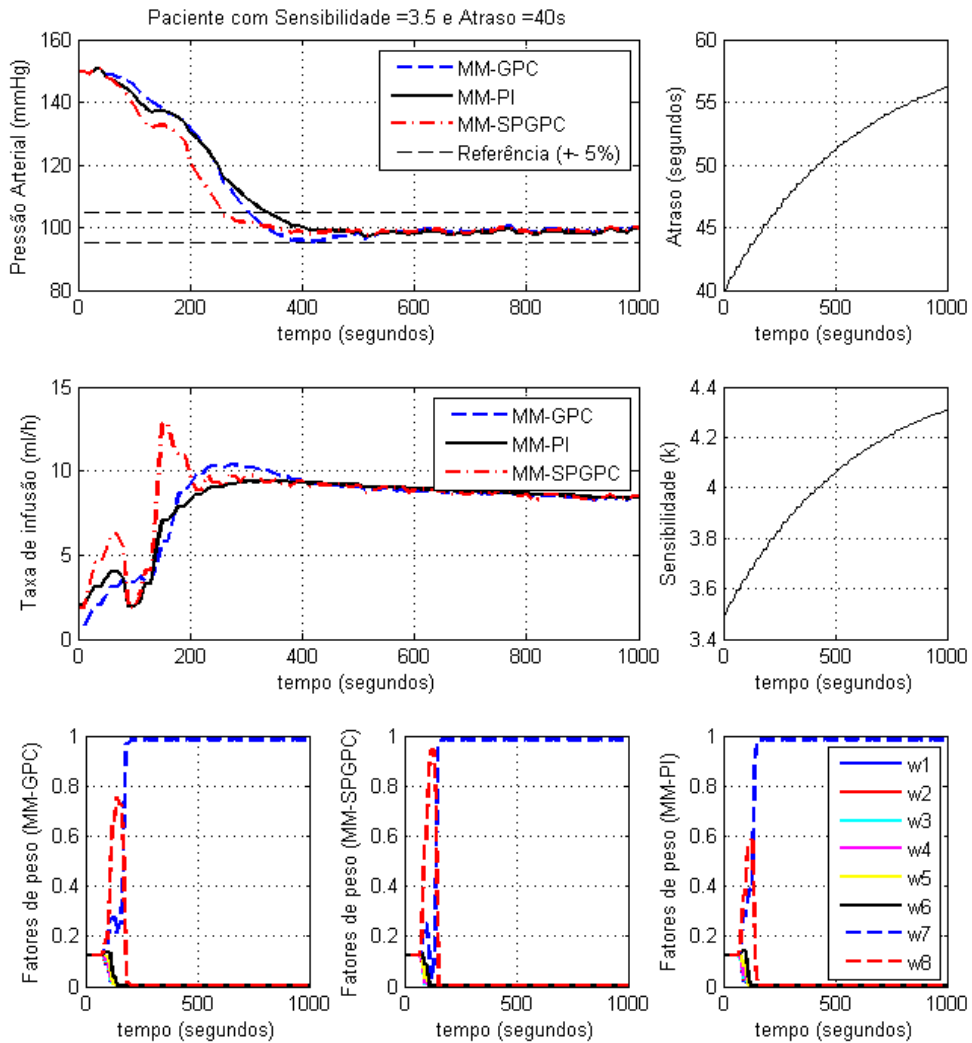 Paciente com Sensibilidade =3.5 e Atraso =40s
Pressão Arterial (mmHg)
160
140
120
100
80
0
200
400
600
800
1000
tempo (segundos)
MM-GPC
MM-PI
MM-SPGPC
Referência (+- 5%)
Atraso (segundos)
60
55
50
45
40
0
500
1000
tempo (segundos)
Taxa de infusão (ml/h)
15
10
5
0
0
200
400
600
800
1000
tempo (segundos)
MM-GPC
MM-PI
MM-SPGPC
Sensibilidade (k)
4.4
4.2
4
3.8
3.6
3.4
0
500
1000
tempo (segundos)
Fatores de peso (MM-GPC)
1
0.8
0.6
0.4
0.2
0
0
500
1000
tempo (segundos)
Fatores de peso (MM-SPGPC)
1
0.8
0.6
0.4
0.2
0
0
500
1000
tempo (segundos)
Fatores de peso (MM-PI)
1
0.8
0.6
0.4
0.2
0
0
500
1000
tempo (segundos)
w1
w2
w3
w4
w5
w6
w7
w8